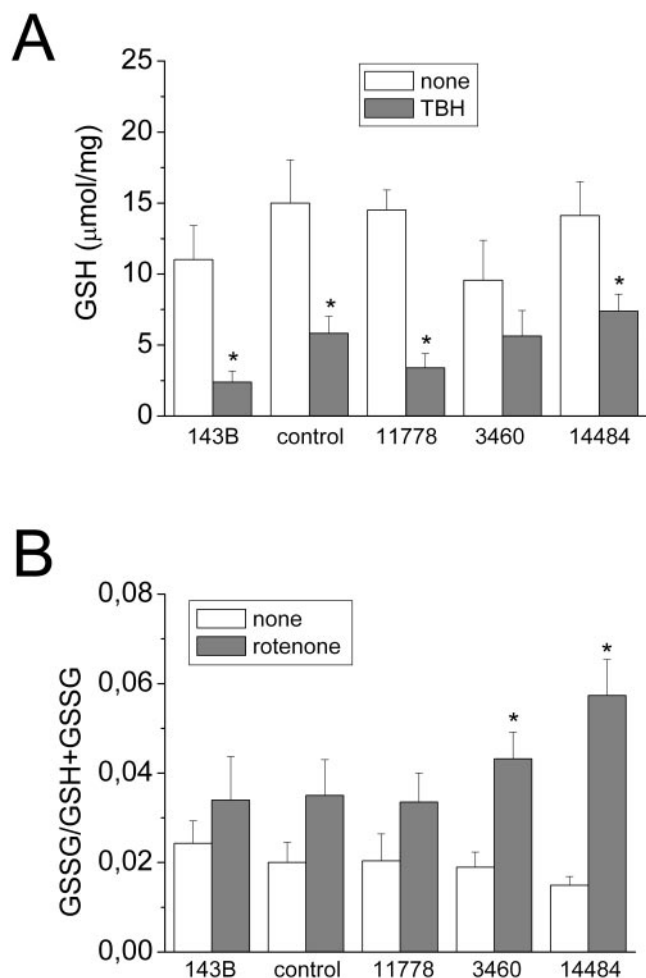 A
25
20
15
10
5
0
GSH (μmol/mg)
none
TBH
*
*
*
*
143B control 11778 3460 14484
B
0,08
0,06
0,04
0,02
0,00
GSSG/GSH+GSSG
none
rotenone
*
*
143B control 11778 3460 14484